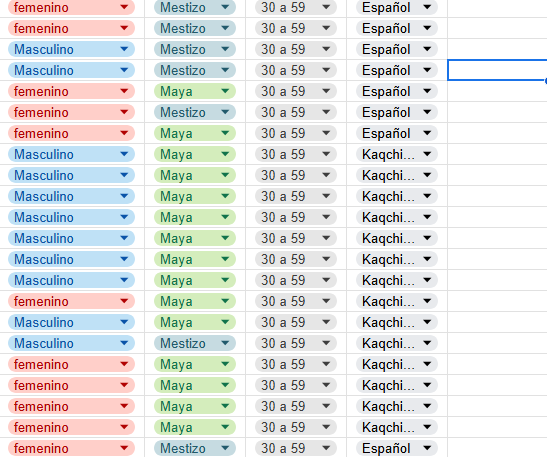 femenino Mestizo 30 a 59 Español
femenino Mestizo 30 a 59 Español
Masculino Mestizo 30 a 59 Español
Masculino Mestizo 30 a 59 Español
femenino Maya 30 a 59 Español
femenino Mestizo 30 a 59 Español
femenino Maya 30 a 59 Español
Masculino Maya 30 a 59 Kaqchi...
Masculino Maya 30 a 59 Kaqchi...
Masculino Maya 30 a 59 Kaqchi...
Masculino Maya 30 a 59 Kaqchi...
Masculino Maya 30 a 59 Kaqchi...
Masculino Maya 30 a 59 Kaqchi...
Masculino Maya 30 a 59 Kaqchi...
femenino Maya 30 a 59 Kaqchi...
Masculino Maya 30 a 59 Kaqchi...
Masculino Mestizo 30 a 59 Kaqchi...
femenino Maya 30 a 59 Kaqchi...
femenino Maya 30 a 59 Kaqchi...
femenino Maya 30 a 59 Kaqchi...
femenino Maya 30 a 59 Kaqchi...
femenino Mestizo 30 a 59 Español